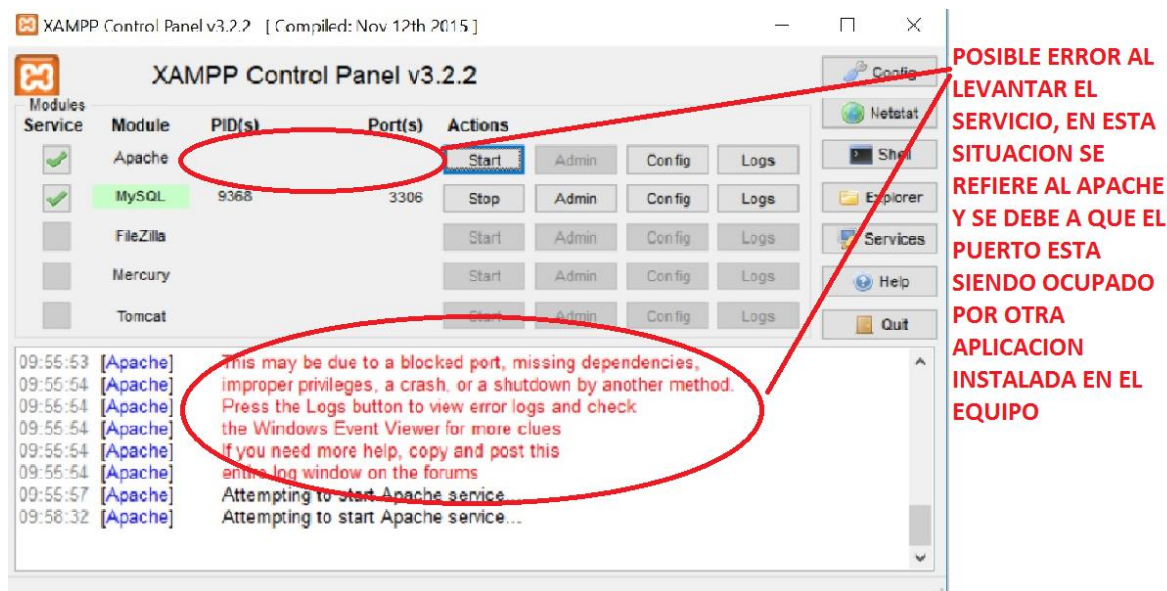 XAMPP Control Panel v3.2.2 [ Compiled: Nov 12th 2015 ]
XAMPP Control Panel v3.2.2
Config
Modules
Service Module PID(s) Port(s) Actions
Netstat
Apache Start Admin Config Logs
Shell
MySQL 9368 3306 Stop Admin Config Logs
Explorer
FileZilla Start Admin Config Logs
Services
Mercury Start Admin Config Logs
Help
Tomcat Start Admin Config Logs
Quit
09:55:53 [Apache] This may be due to a blocked port, missing dependencies,
09:55:54 [Apache] improper privileges, a crash, or a shutdown by another method.
09:55:54 [Apache] Press the Logs button to view error logs and check
09:55:54 [Apache] the Windows Event Viewer for more clues
09:55:54 [Apache] If you need more help, copy and post this
09:55:54 [Apache] entire log window on the forums
09:55:57 [Apache] Attempting to start Apache service...
09:58:32 [Apache] Attempting to start Apache service...
POSIBLE ERROR AL
LEVANTAR EL
SERVICIO, EN ESTA
SITUACION SE
REFIERE AL APACHE
Y SE DEBE A QUE EL
PUERTO ESTA
SIENDO OCUPADO
POR OTRA
APLICACION
INSTALADA EN EL
EQUIPO